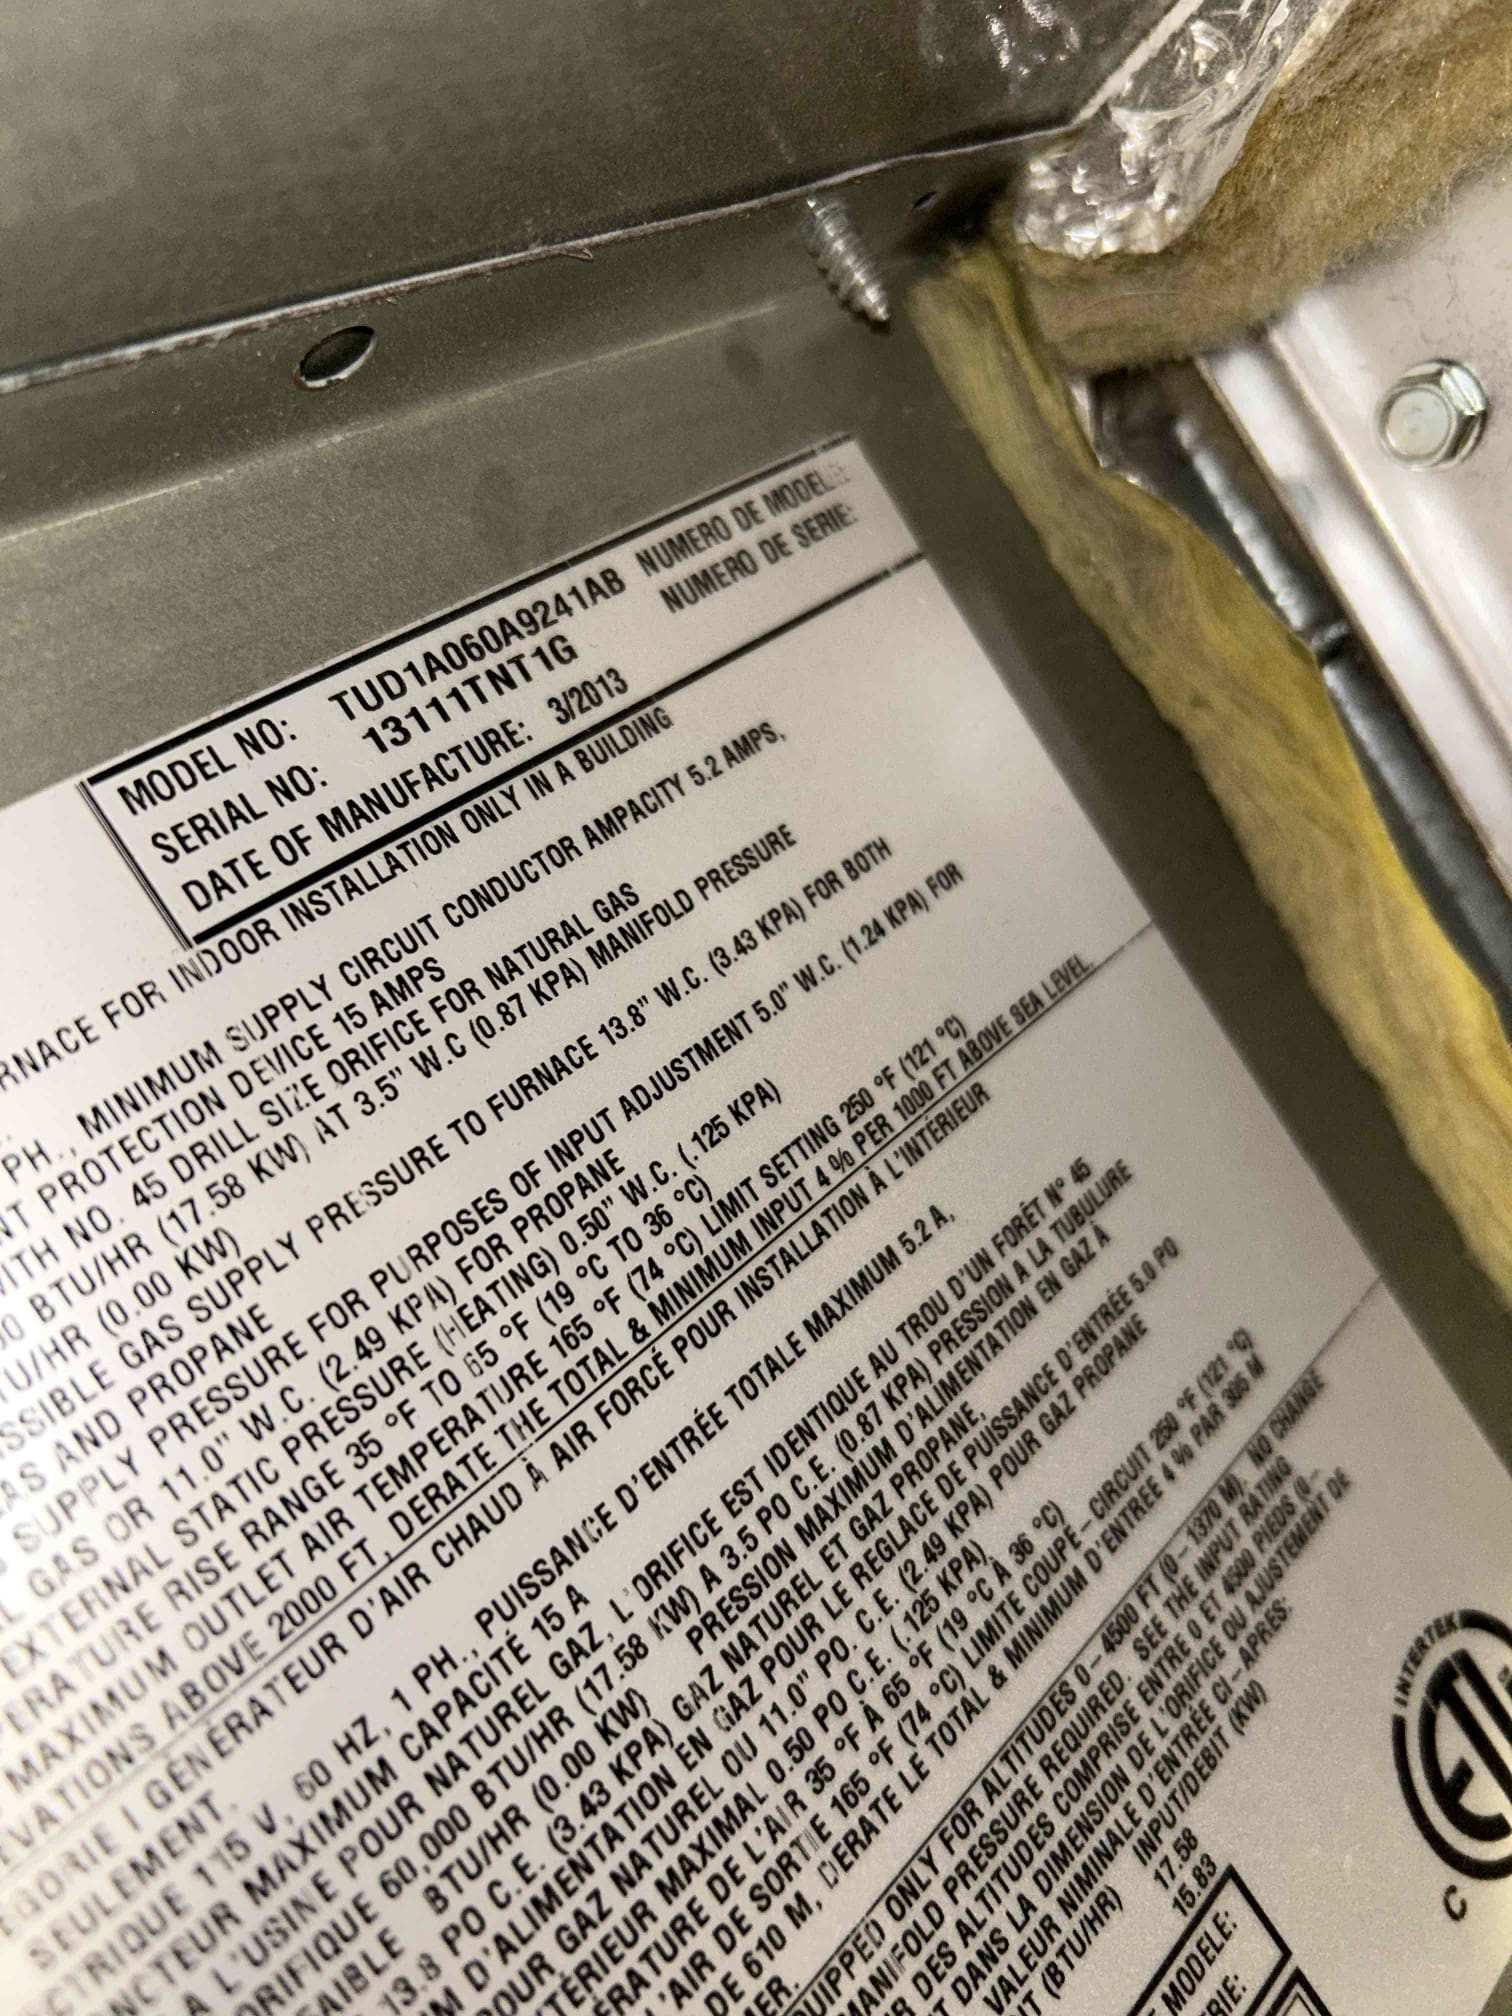 MODEL NO: TUD1A060A9241AB NUMERO DE MODELE:
SERIAL NO: 13111TNT1G NUMERO DE SERIE:
DATE OF MANUFACTURE: 3/2013
RNACE FOR INDOOR INSTALLATION ONLY IN A BUILDING
PH., MINIMUM SUPPLY CIRCUIT CONDUCTOR AMPACITY 5.2 AMPS,
NT PROTECTION DEVICE 15 AMPS
WITH NO. 45 DRILL SIZE ORIFICE FOR NATURAL GAS
BTU/HR (17.58 KW) AT 3.5" W.C (0.87 KPA) MANIFOLD PRESSURE
TU/HR (0.00 KW)
SSIBLE GAS SUPPLY PRESSURE TO FURNACE 13.8" W.C. (3.43 KPA) FOR BOTH
AS AND PROPANE
SUPPLY PRESSURE FOR PURPOSES OF INPUT ADJUSTMENT 5.0" W.C. (1.24 KPA) FOR
GAS OR 11.0" W.C. (2.49 KPA) FOR PROPANE
EXTERNAL STATIC PRESSURE (HEATING) 0.50" W.C. (.125 KPA)
ERATURE RISE RANGE 35 °F TO 65 °F (19 °C TO 36 °C)
MAXIMUM OUTLET AIR TEMPERATURE 165 °F (74 °C) LIMIT SETTING 250 °F (121 °C)
EVATIONS ABOVE 2000 FT, DERATE THE TOTAL & MINIMUM INPUT 4 % PER 1000 FT ABOVE SEA LEVEL.
EGORIE I GÉNÉRATEUR D'AIR CHAUD À AIR FORCÉ POUR INSTALLATION À L'INTÉRIEUR
SEULEMENT.
CTRIQUE 115 V, 60 HZ, 1 PH., PUISSANCE D'ENTRÉE TOTALE MAXIMUM 5.2 A,
NCTEUR MAXIMUM CAPACITÉ 15 A
A L'USINE POUR NATUREL GAZ, L'ORIFICE EST IDENTIQUE AU TROU D'UN FORÊT N° 45
ORIFIQUE 60,000 BTU/HR (17.58 KW) A 3.5 PO C.E. (0.87 KPA) PRESSION A LA TUBULURE
FAIBLE BTU/HR (0.00 KW) PRESSION MAXIMUM D'ALIMENTATION EN GAZ À
13.8 PO C.E. (3.43 KPA) GAZ NATUREL ET GAZ PROPANE,
M D'ALIMENTATION EN GAZ POUR LE REGLACE DE PUISSANCE D'ENTRÉE 5.0 PO
POUR GAZ NATUREL OU 11.0" PO. C.E. (2.49 KPA) POUR GAZ PROPANE
TÉRIEUR MAXIMAL 0.50 PO C.E. (.125 KPA)
ÉRATURE DE L'AIR 35 °F À 65 °F (19 °C À 36 °C)
L'AIR DE SORTIE 165 °F (74 °C) LIMITE COUPE-CIRCUIT 250 °F (121 °C)
DE 610 M, DERATE LE TOTAL & MINIMUM D'ENTREE 4 % PAR 305 M
MER.
QUIPPED ONLY FOR ALTITUDES 0-4500 FT (0-1370 M), NO CHANGE
MANIFOLD PRESSURE REQUIRED. SEE THE INPUT RATING
R DES ALTITUDES COMPRISE ENTRE 0 ET 4500 PIEDS (0-
T DANS LA DIMENSION DE L'ORIFICE OU AJUSTEMENT DE
VALEUR NIMINALE D'ENTRÉE CI-APRÉS:
T (BTU/HR) INPUT/DEBIT (KW)
17.58
15.83
MODELE:
RIE:
INTERTEK
C